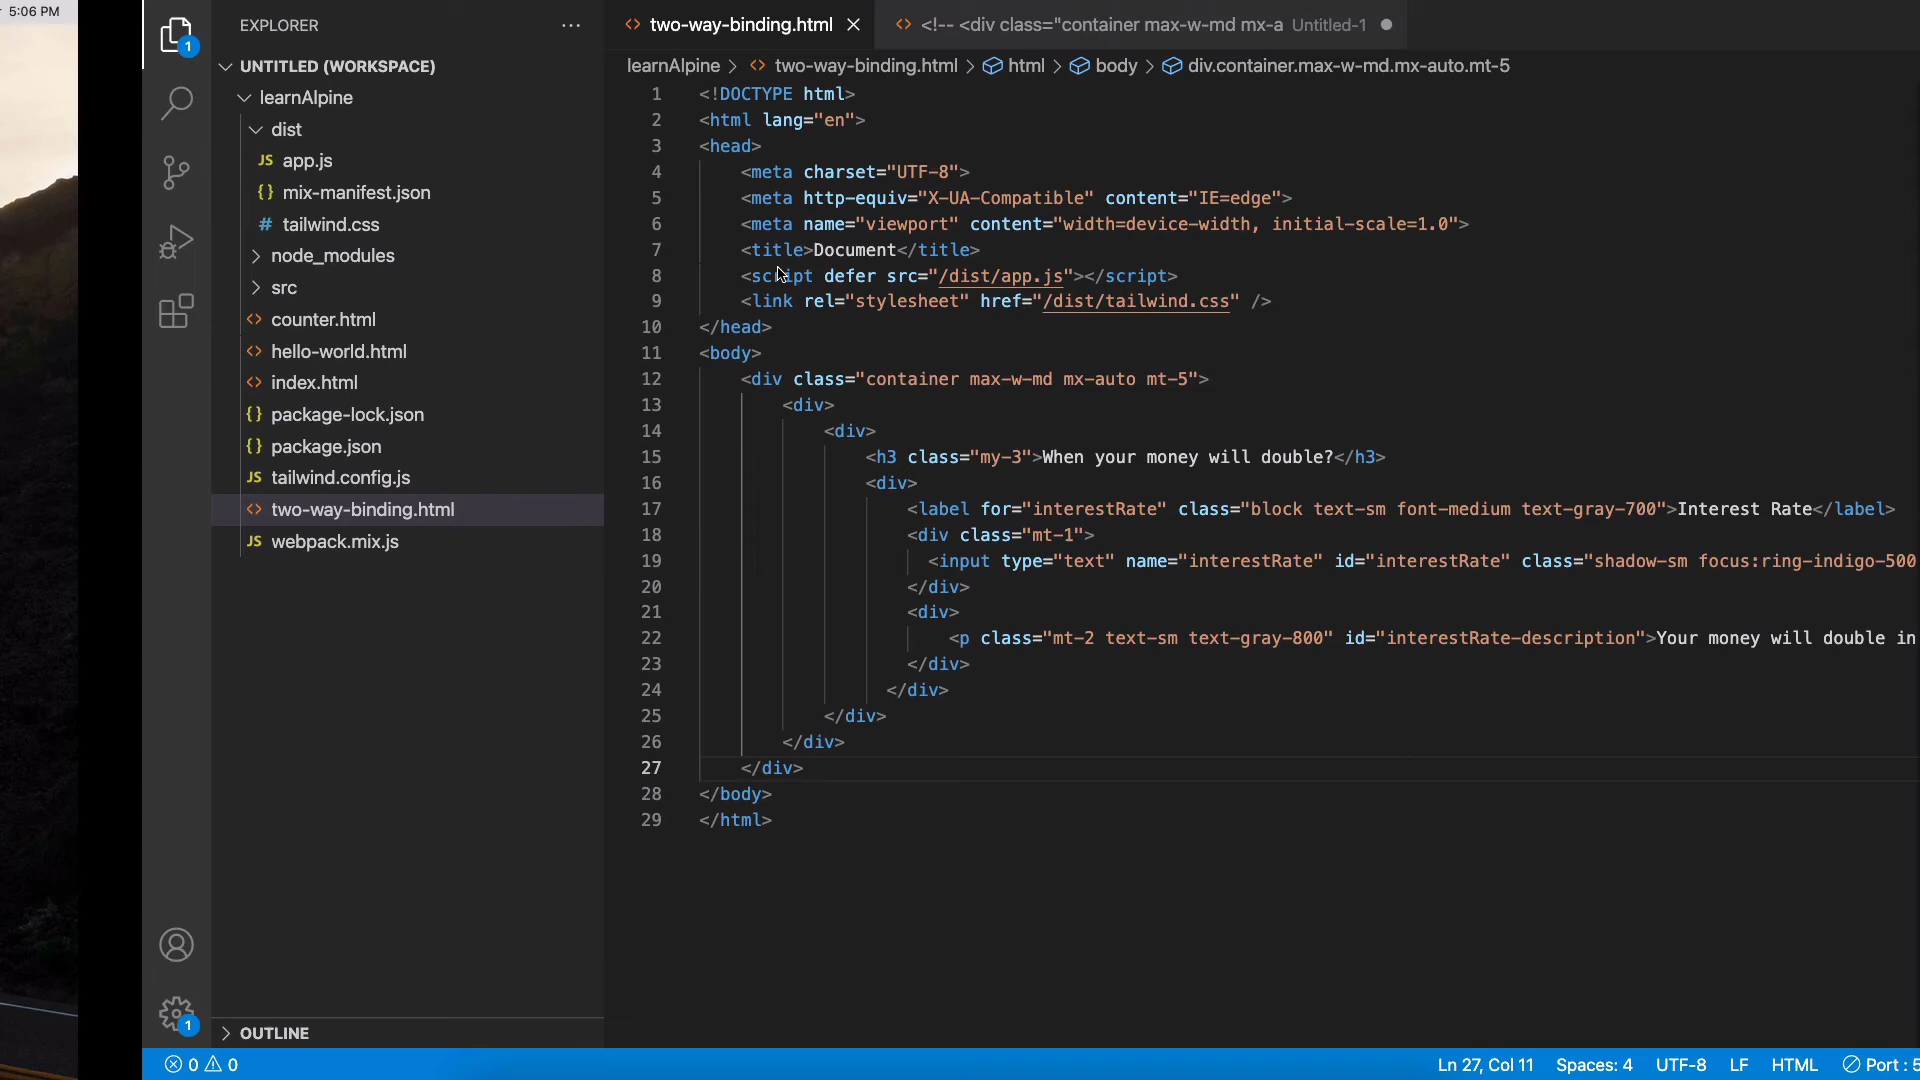 5:06 PM
1
EXPLORER
UNTITLED (WORKSPACE)
learnAlpine
dist
JS app.js
{} mix-manifest.json
# tailwind.css
node_modules
src
<> counter.html
<> hello-world.html
<> index.html
{} package-lock.json
{} package.json
JS tailwind.config.js
<> two-way-binding.html
JS webpack.mix.js
OUTLINE
1
<> two-way-binding.html
<> <!-- <div class="container max-w-md mx-a Untitled-1
learnAlpine > <> two-way-binding.html > html > body > div.container.max-w-md.mx-auto.mt-5
1 <!DOCTYPE html>
2 <html lang="en">
3 <head>
4 <meta charset="UTF-8">
5 <meta http-equiv="X-UA-Compatible" content="IE=edge">
6 <meta name="viewport" content="width=device-width, initial-scale=1.0">
7 <title>Document</title>
8 <script defer src="/dist/app.js"></script>
9 <link rel="stylesheet" href="/dist/tailwind.css" />
10 </head>
11 <body>
12 <div class="container max-w-md mx-auto mt-5">
13 <div>
14 <div>
15 <h3 class="my-3">When your money will double?</h3>
16 <div>
17 <label for="interestRate" class="block text-sm font-medium text-gray-700">Interest Rate</label>
18 <div class="mt-1">
19 <input type="text" name="interestRate" id="interestRate" class="shadow-sm focus:ring-indigo-500
20 </div>
21 <div>
22 <p class="mt-2 text-sm text-gray-800" id="interestRate-description">Your money will double in
23 </div>
24 </div>
25 </div>
26 </div>
27 </div>
28 </body>
29 </html>
0 0
Ln 27, Col 11 Spaces: 4 UTF-8 LF HTML Port : 5